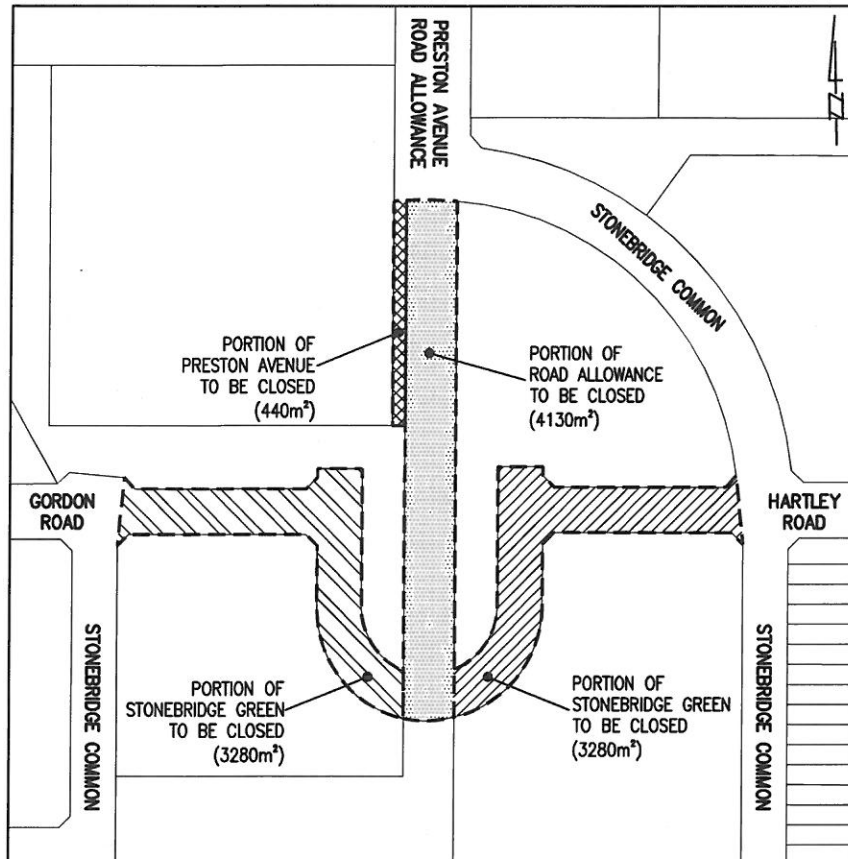 PRESTON AVENUE
ROAD ALLOWANCE
N
STONEBRIDGE COMMON
PORTION OF
PRESTON AVENUE
TO BE CLOSED
(440m²)
PORTION OF
ROAD ALLOWANCE
TO BE CLOSED
(4130m²)
GORDON
ROAD
HARTLEY
ROAD
STONEBRIDGE COMMON
PORTION OF
STONEBRIDGE GREEN
TO BE CLOSED
(3280m²)
PORTION OF
STONEBRIDGE GREEN
TO BE CLOSED
(3280m²)
STONEBRIDGE COMMON